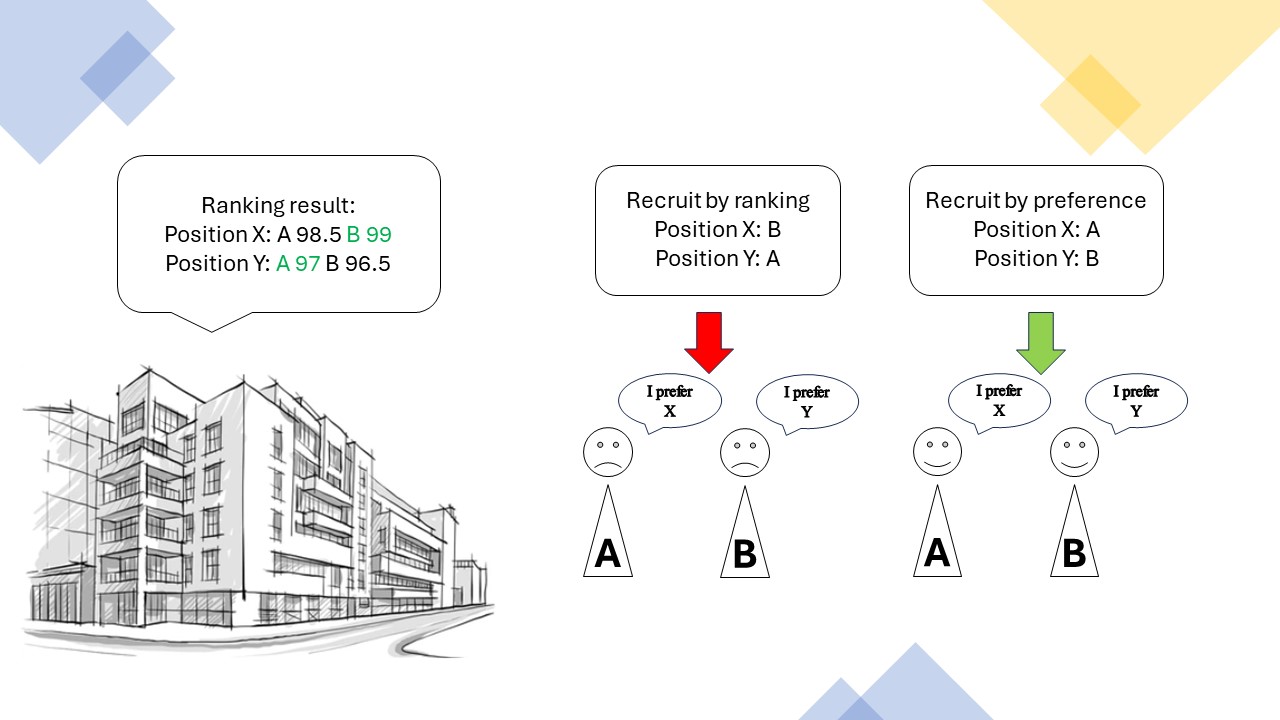 Ranking result:
Position X: A 98.5 B 99
Position Y: A 97 B 96.5
Recruit by ranking
Position X: B
Position Y: A
Recruit by preference
Position X: A
Position Y: B
I prefer
X
I prefer
Y
I prefer
X
I prefer
Y
A
B
A
B